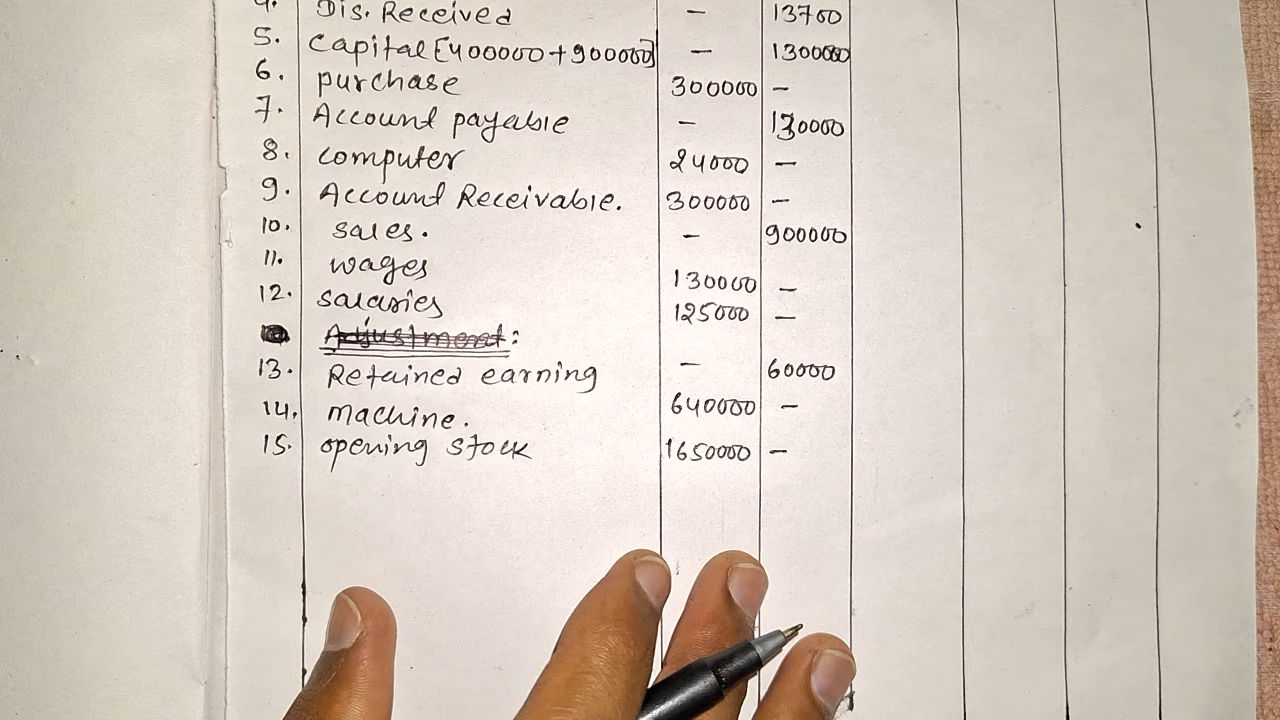 4. Dis. Received - 13700
5. Capital [400000+900000] - 1300000
6. purchase 300000 -
7. Account payable - 130000
8. computer 24000 -
9. Account Receivable. 300000 -
10. sales. - 900000
11. wages 130000 -
12. salaries 125000 -
Adjustment:
13. Retained earning - 60000
14. machine. 640000 -
15. opening stock 1650000 -